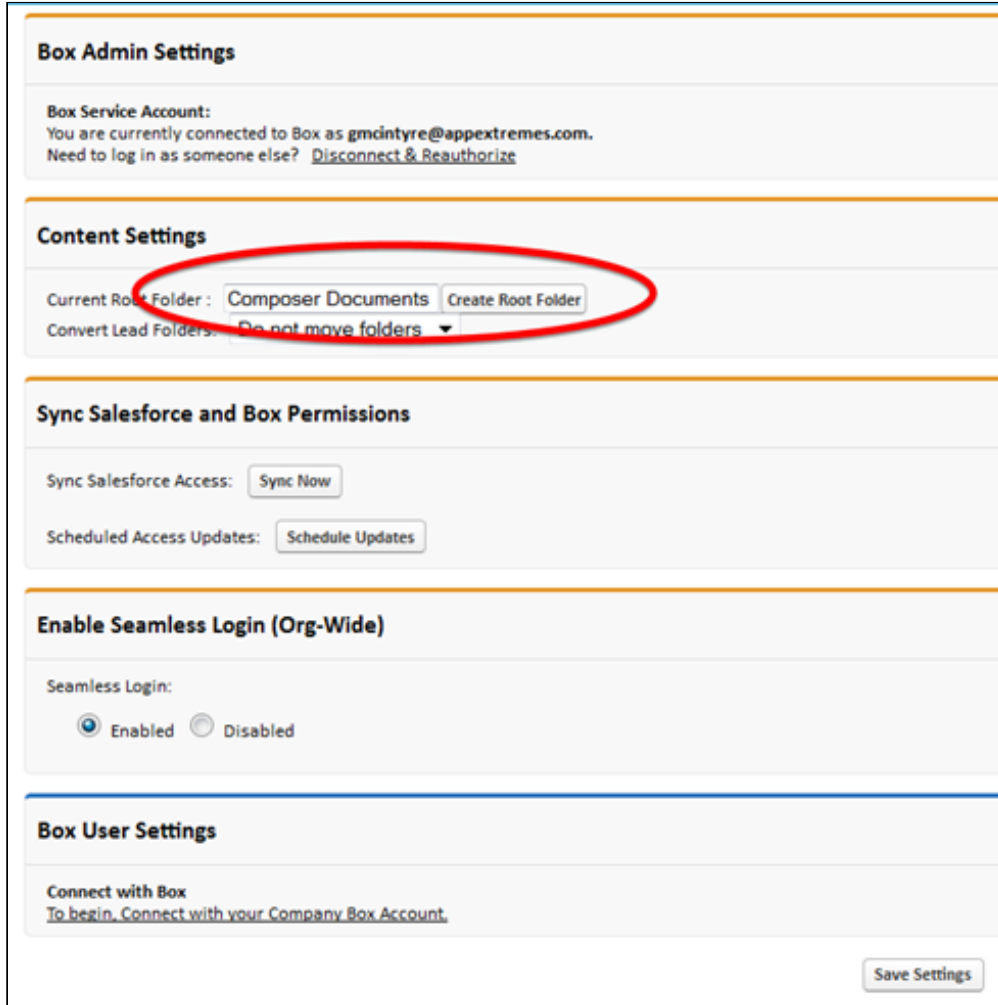 Box Admin Settings
Box Service Account:
You are currently connected to Box as gmcintyre@appextremes.com.
Need to log in as someone else? Disconnect & Reauthorize
Content Settings
Current Root Folder : Composer Documents Create Root Folder
Convert Lead Folders: Do not move folders
Sync Salesforce and Box Permissions
Sync Salesforce Access: Sync Now
Scheduled Access Updates: Schedule Updates
Enable Seamless Login (Org-Wide)
Seamless Login:
Enabled Disabled
Box User Settings
Connect with Box
To begin, Connect with your Company Box Account.
Save Settings